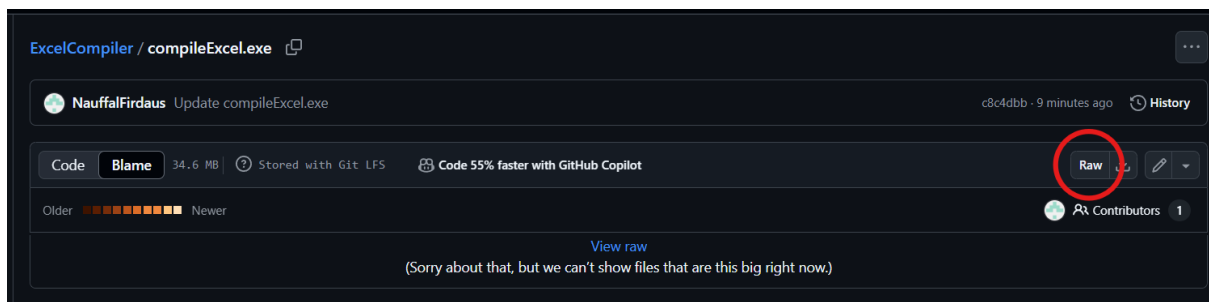 ExcelCompiler / compileExcel.exe
NauffalFirdaus Update compileExcel.exe c8c4dbb · 9 minutes ago History
Code Blame 34.6 MB Stored with Git LFS Code 55% faster with GitHub Copilot Raw
Older Newer Contributors 1
View raw
(Sorry about that, but we can't show files that are this big right now.)